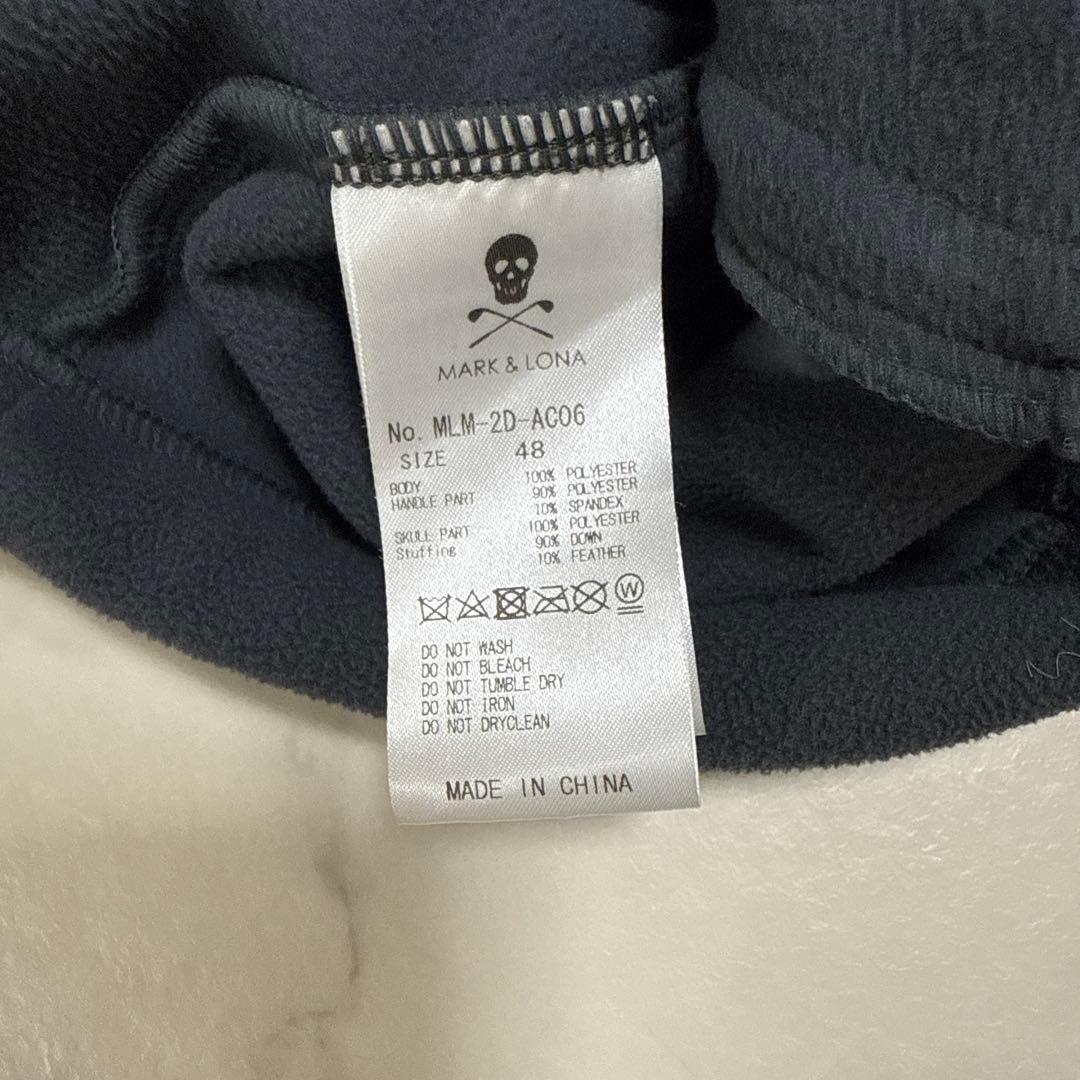 MARK & LONA
No. MLM-2D-AC06
SIZE 48
BODY 100% POLYESTER
HANDLE PART 90% POLYESTER
10% SPANDEX
SKULL PART 100% POLYESTER
Stuffing 90% DOWN
10% FEATHER
W
DO NOT WASH
DO NOT BLEACH
DO NOT TUMBLE DRY
DO NOT IRON
DO NOT DRYCLEAN
MADE IN CHINA